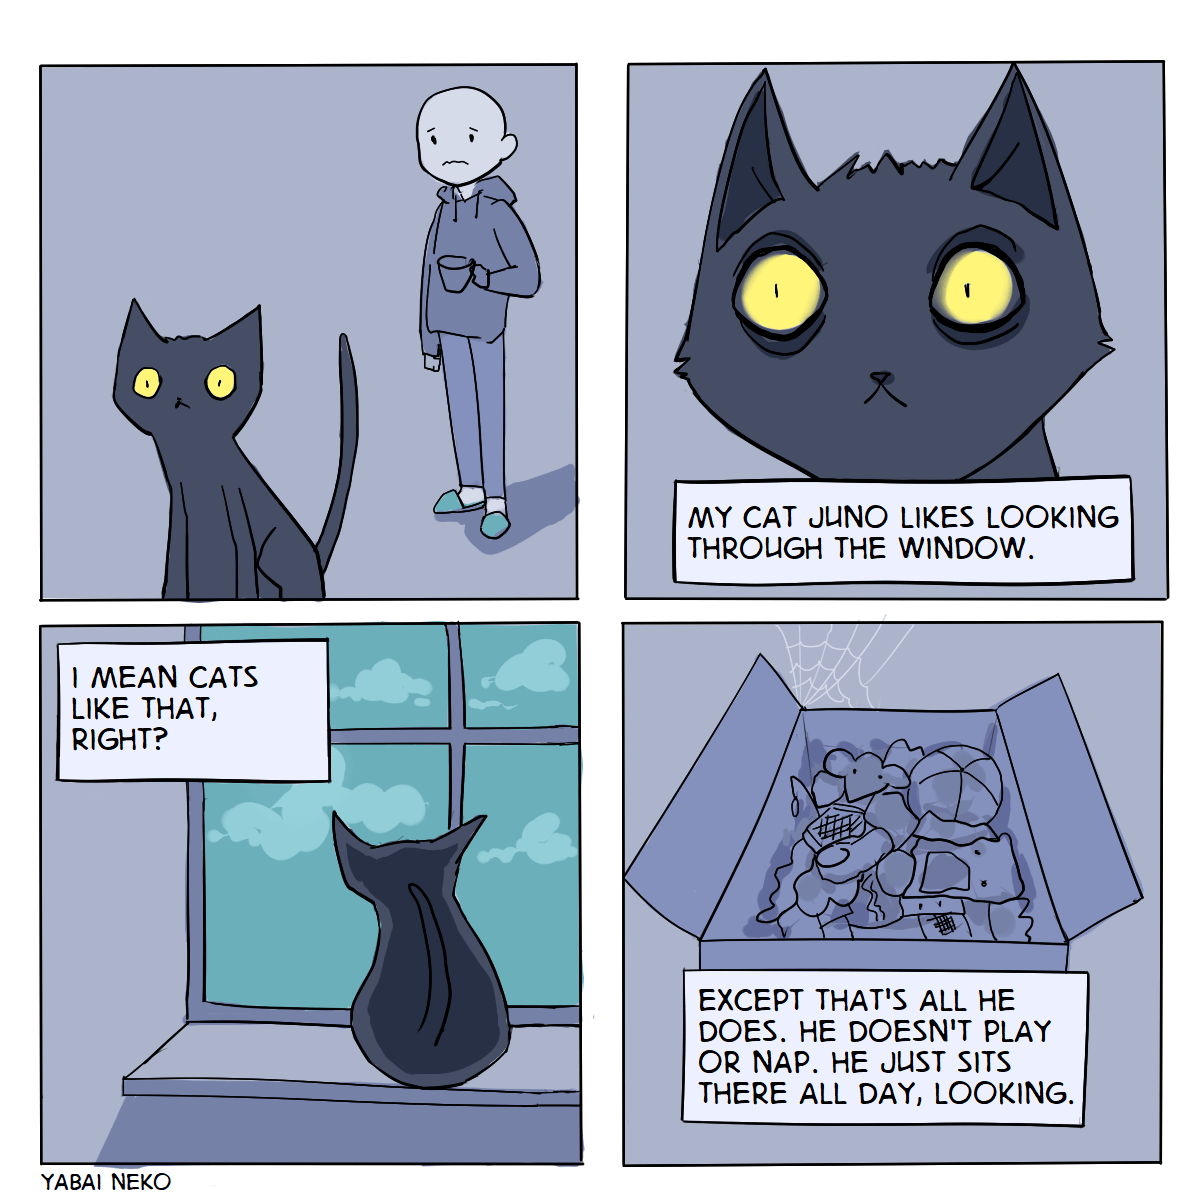 MY CAT JUNO LIKES LOOKING
THROUGH THE WINDOW.
I MEAN CATS
LIKE THAT,
RIGHT?
EXCEPT THAT'S ALL HE
DOES. HE DOESN'T PLAY
OR NAP. HE JUST SITS
THERE ALL DAY, LOOKING.
YABAI NEKO